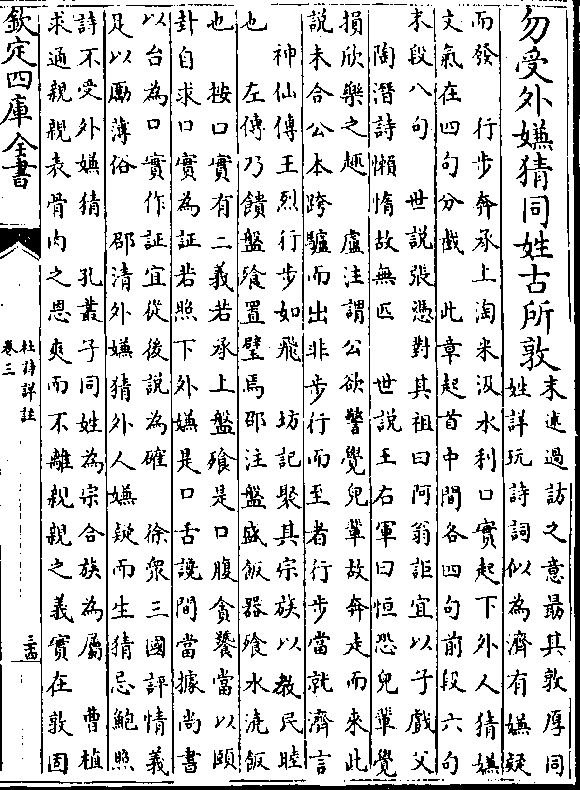 勿受外嫌猜同姓古所敦末述過訪之意最其敦厚同
姓詳玩詩詞似為濟有嫌疑
而發　行步奔承上淘米汲水利口實起下外人猜嫌
文氣在四句分截　此章起首中間各四句前段六句
末段八句　世說張憑對其祖曰阿翁詎宜以子戲父
陶潛詩懶惰故無匹　世說王右軍曰恒恐兒輩覺
損欣樂之趣　盧注謂公欲警覺兒輩故奔走而來此
說未合公本跨驢而出非步行而至者行步當就濟言
神仙傳王烈行步如飛　坊記聚其宗族以教民睦
也　左傳乃饋盤飱置璧焉邵注盤盛飯器飱水澆飯
也　按口實有二義若承上盤飱是口腹貪饕當以頤
卦自求口實為証若照下外嫌是口舌讒間當據尚書
以台為口實作証宜從後說為確　徐衆三國評情義
足以勵薄俗　邵清外嫌猜外人嫌疑而生猜忌鮑照
詩不受外嫌猜　孔叢子同姓為宗合族為屬　曹植
求通親親表骨肉之恩爽而不離親親之義實在敦固
欽定四庫全書
杜詩詳註
卷三
三十四